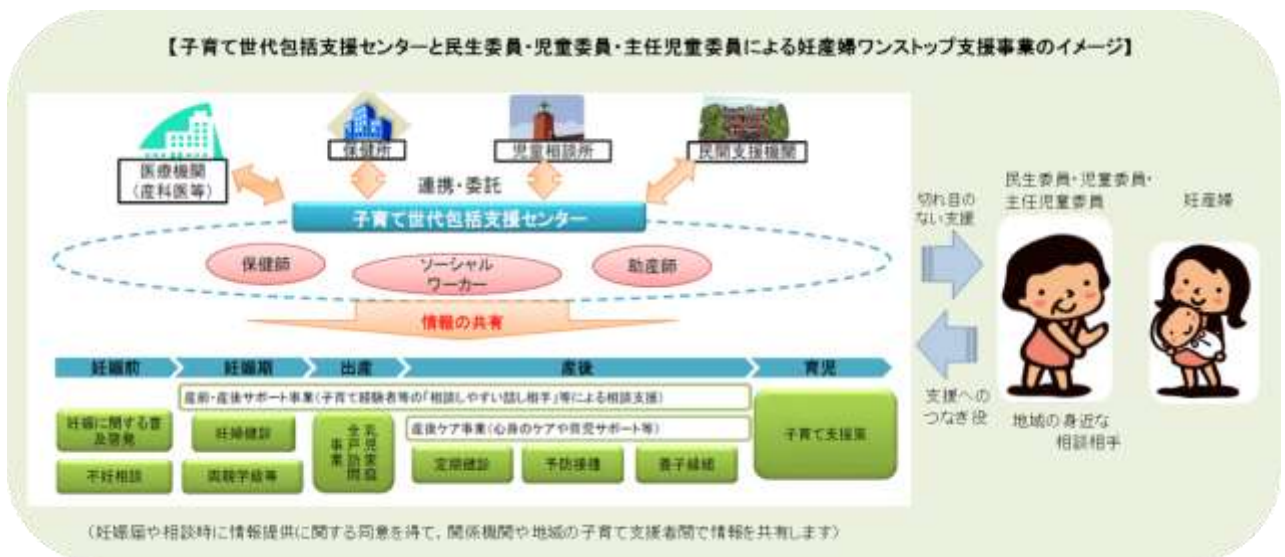 【子育て世代包括支援センターと民生委員・児童委員・主任児童委員による妊産婦ワンストップ支援事業のイメージ】
医療機関
（産科医等）
保健所
児童相談所
民間支援機関
連携・委託
子育て世代包括支援センター
保健師
ソーシャル
ワーカー
助産師
情報の共有
妊娠前
妊娠期
出産
産後
育児
産前・産後サポート事業（子育て経験者等の「相談しやすい話し相手」等による相談支援）
妊娠に関する普
及啓発
妊婦健診
乳児家庭
全戸訪問
事業
産後ケア事業（心身のケアや育児サポート等）
子育て支援策
不妊相談
両親学級等
定期健診
予防接種
養子縁組
切れ目の
ない支援
民生委員・児童委員・
主任児童委員
妊産婦
支援への
つなぎ役
地域の身近な
相談相手
（妊娠届や相談時に情報提供に関する同意を得て、関係機関や地域の子育て支援者間で情報を共有します）